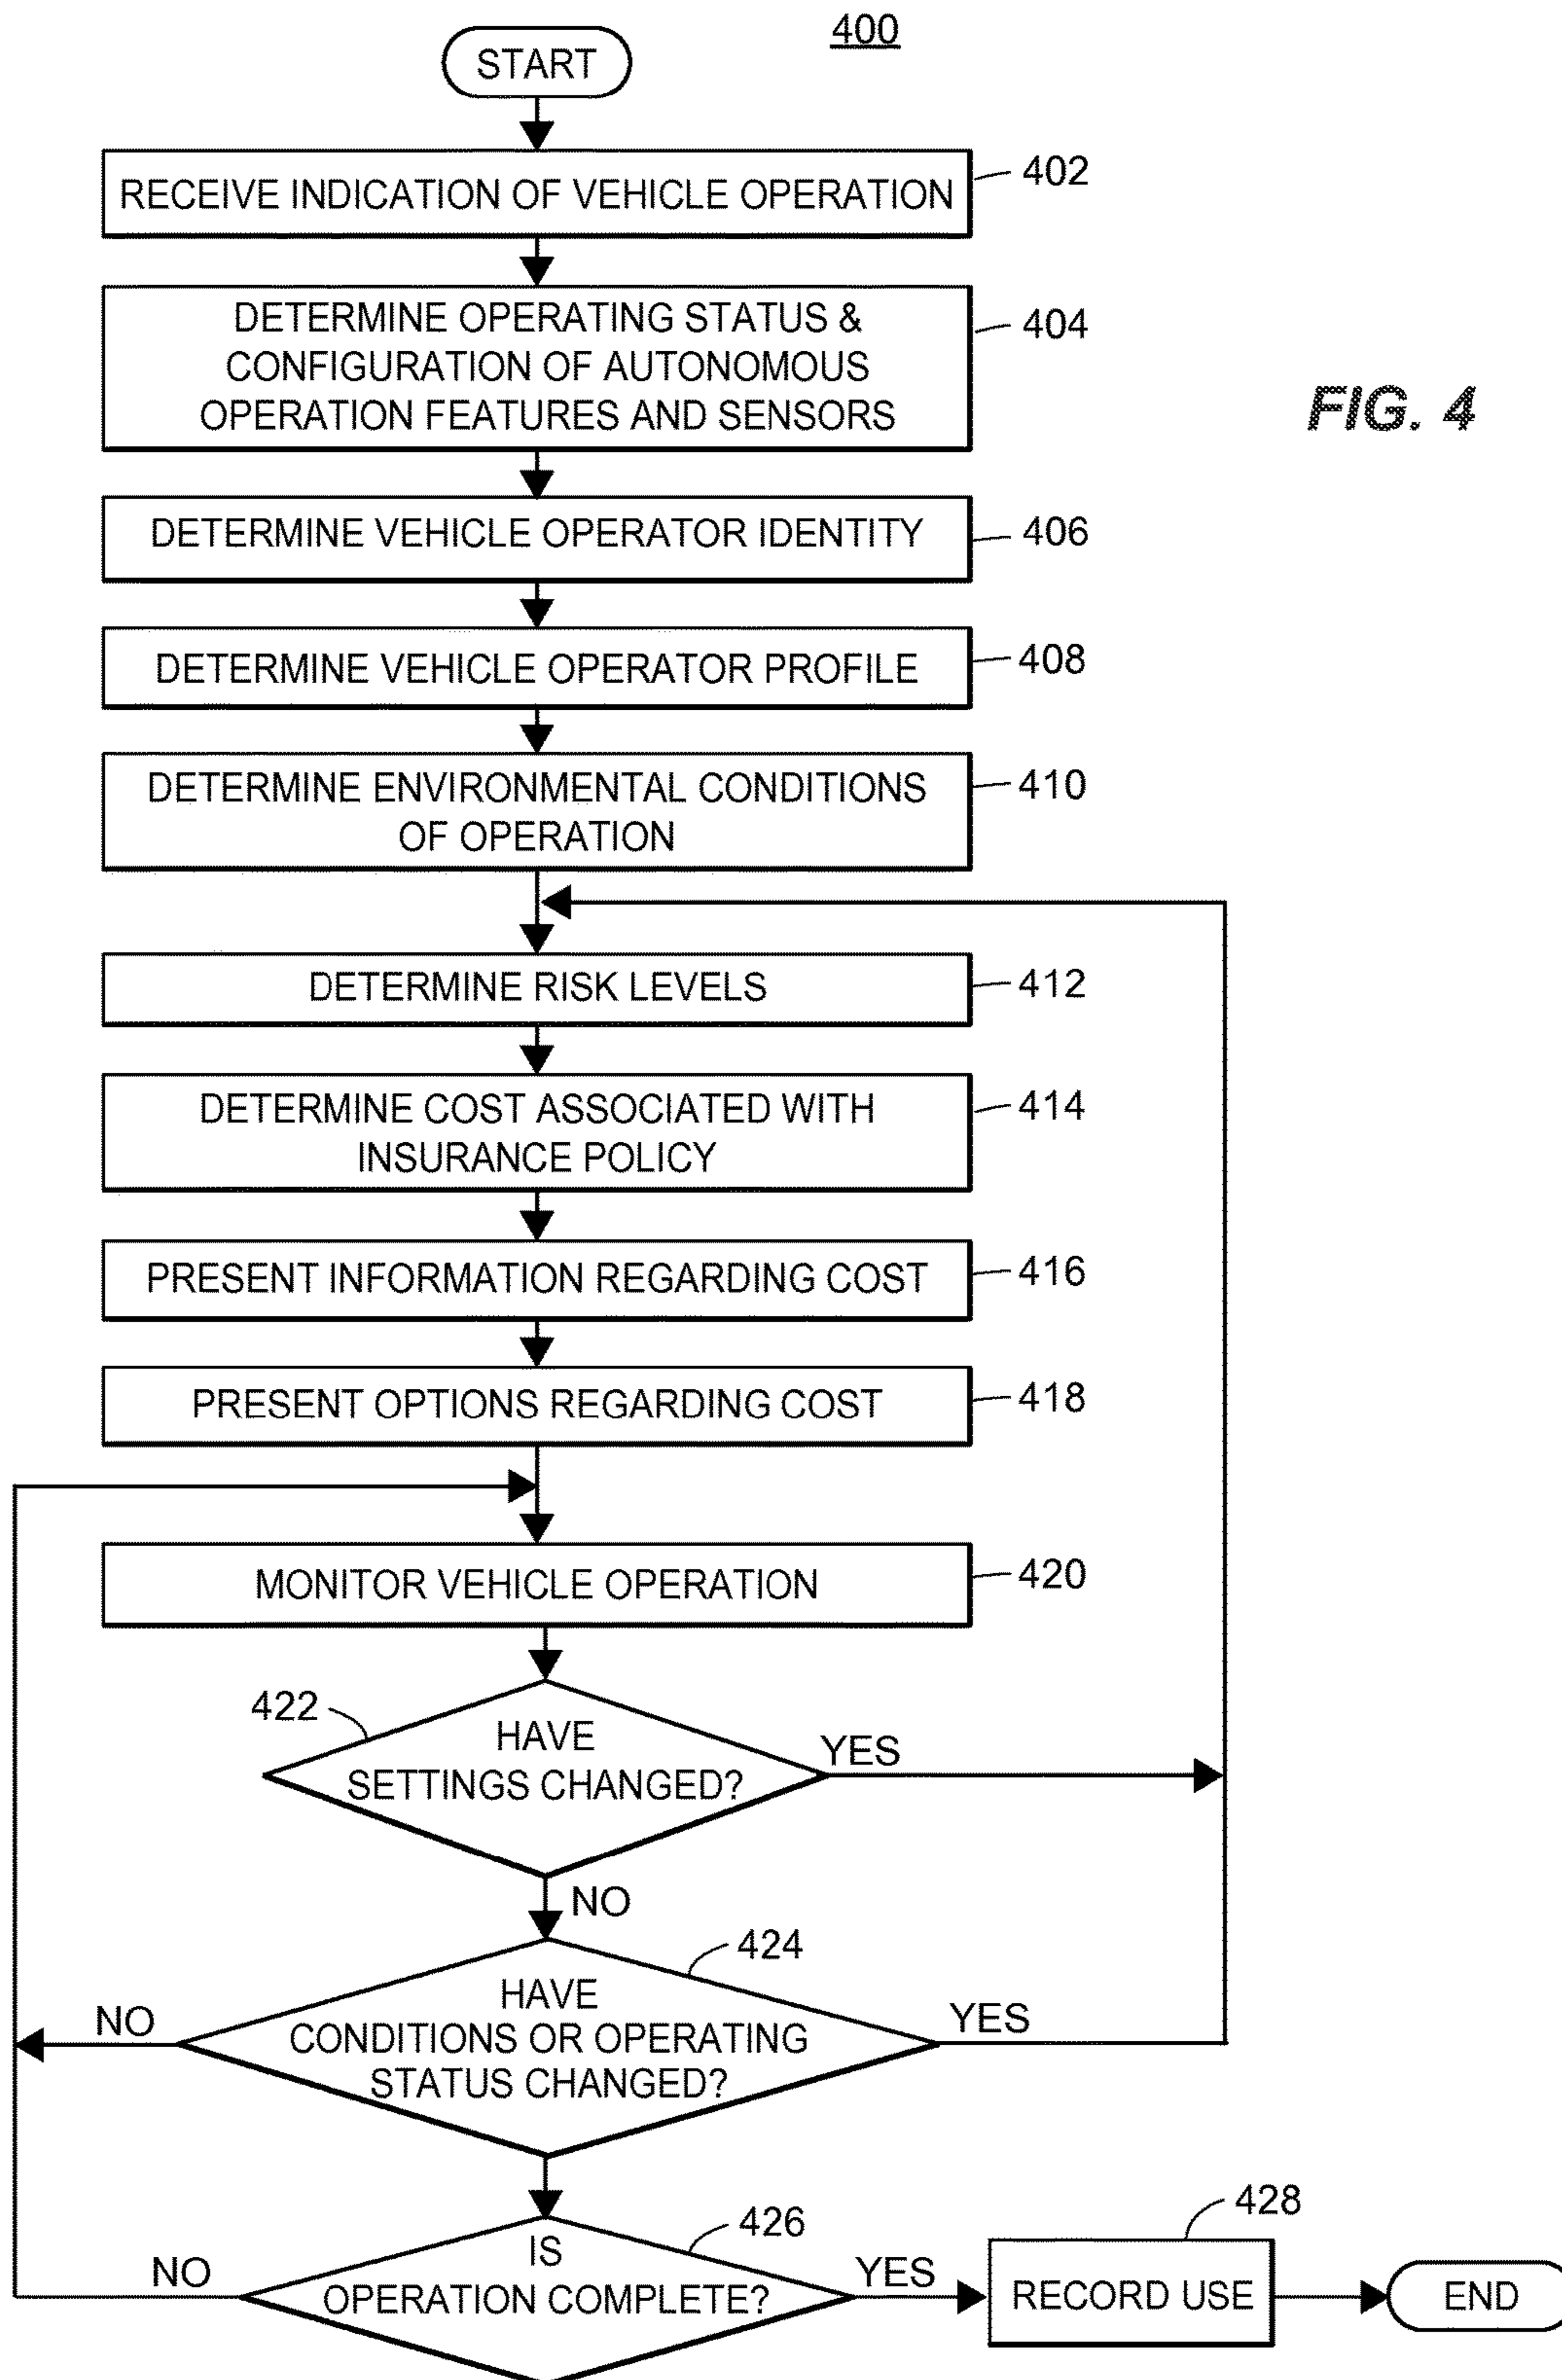 400
START
RECEIVE INDICATION OF VEHICLE OPERATION
402
DETERMINE OPERATING STATUS &
CONFIGURATION OF AUTONOMOUS
OPERATION FEATURES AND SENSORS
404
FIG. 4
DETERMINE VEHICLE OPERATOR IDENTITY
406
DETERMINE VEHICLE OPERATOR PROFILE
408
DETERMINE ENVIRONMENTAL CONDITIONS
OF OPERATION
410
DETERMINE RISK LEVELS
412
DETERMINE COST ASSOCIATED WITH
INSURANCE POLICY
414
PRESENT INFORMATION REGARDING COST
416
PRESENT OPTIONS REGARDING COST
418
MONITOR VEHICLE OPERATION
420
422
HAVE
SETTINGS CHANGED?
YES
NO
424
HAVE
CONDITIONS OR OPERATING
STATUS CHANGED?
NO
YES
426
IS
OPERATION COMPLETE?
NO
YES
428
RECORD USE
END